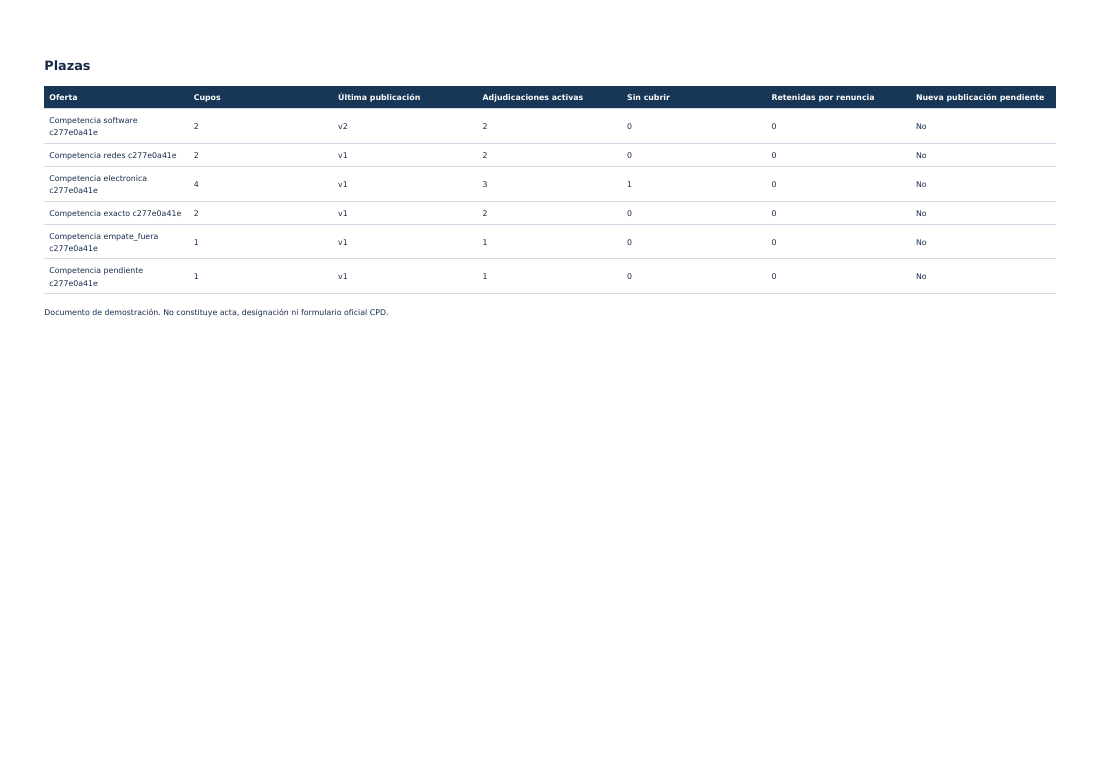 Plazas
Oferta Cupos Última publicación Adjudicaciones activas Sin cubrir Retenidas por renuncia Nueva publicación pendiente
Competencia software
c277e0a41e 2 v2 2 0 0 No
Competencia redes c277e0a41e 2 v1 2 0 0 No
Competencia electronica
c277e0a41e 4 v1 3 1 0 No
Competencia exacto c277e0a41e 2 v1 2 0 0 No
Competencia empate_fuera
c277e0a41e 1 v1 1 0 0 No
Competencia pendiente
c277e0a41e 1 v1 1 0 0 No
Documento de demostración. No constituye acta, designación ni formulario oficial CPD.